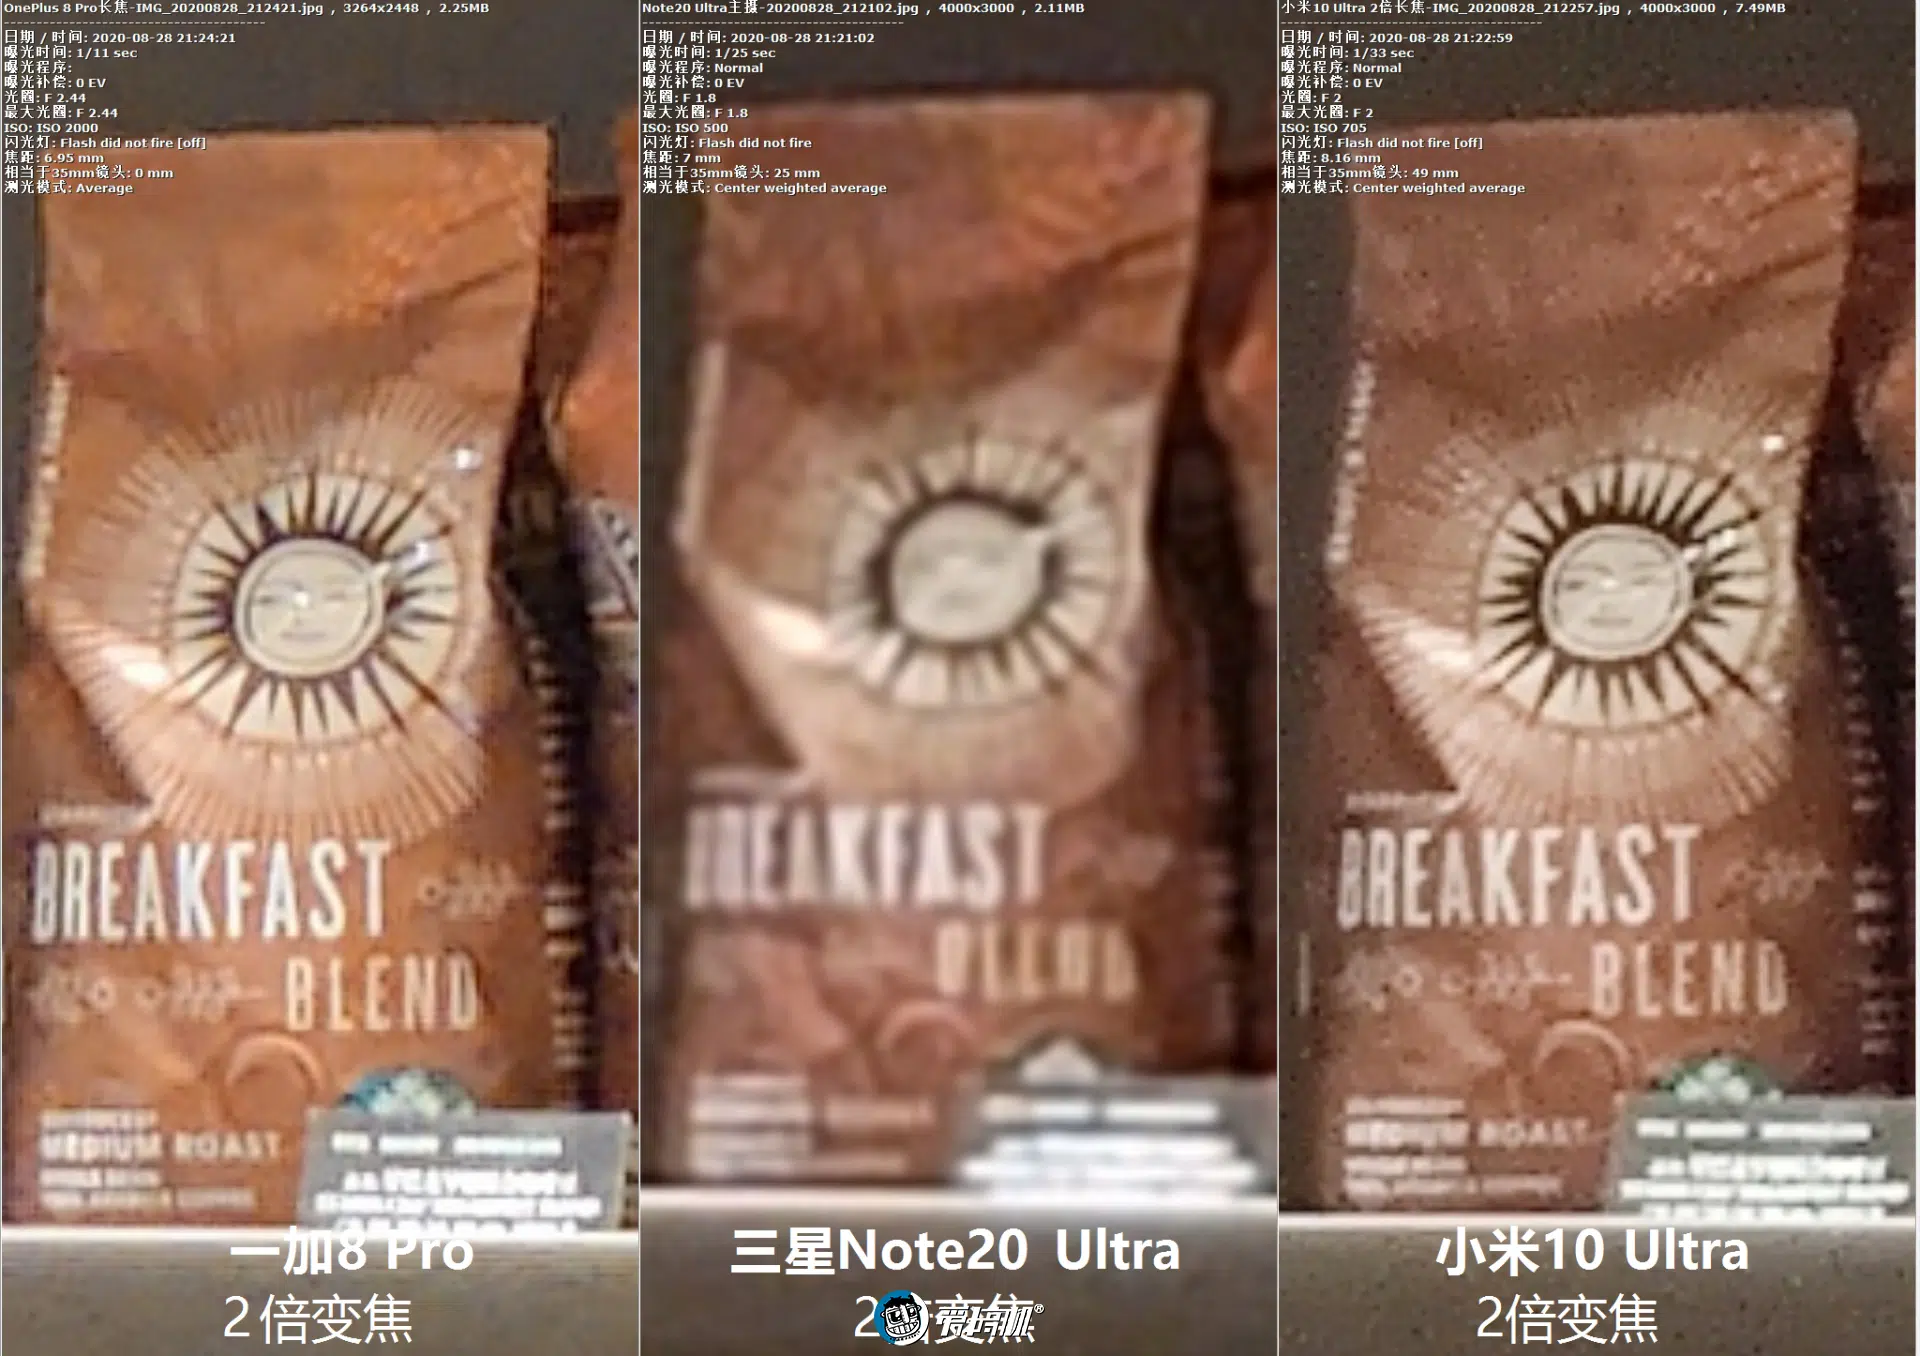 OnePlus 8 Pro长焦-IMG_20200828_212421.jpg , 3264x2448 , 2.25MB
日期 / 时间: 2020-08-28 21:24:21
曝光时间: 1/11 sec
曝光程序:
曝光补偿: 0 EV
光圈: F 2.44
最大光圈: F 2.44
ISO: ISO 2000
闪光灯: Flash did not fire [off]
焦距: 6.95 mm
相当于35mm镜头: 0 mm
测光模式: Average
BREAKFAST
BLEND
MEDIUM ROAST
一加8 Pro
2倍变焦
Note20 Ultra主摄-20200828_212102.jpg , 4000x3000 , 2.11MB
日期 / 时间: 2020-08-28 21:21:02
曝光时间: 1/25 sec
曝光程序: Normal
曝光补偿: 0 EV
光圈: F 1.8
最大光圈: F 1.8
ISO: ISO 500
闪光灯: Flash did not fire
焦距: 7 mm
相当于35mm镜头: 25 mm
测光模式: Center weighted average
BREAKFAST
BLEND
三星Note20 Ultra
2倍变焦
爱搞机®
小米10 Ultra 2倍长焦-IMG_20200828_212257.jpg , 4000x3000 , 7.49MB
日期 / 时间: 2020-08-28 21:22:59
曝光时间: 1/33 sec
曝光程序: Normal
曝光补偿: 0 EV
光圈: F 2
最大光圈: F 2
ISO: ISO 705
闪光灯: Flash did not fire [off]
焦距: 8.16 mm
相当于35mm镜头: 49 mm
测光模式: Center weighted average
BREAKFAST
BLEND
MEDIUM ROAST
小米10 Ultra
2倍变焦